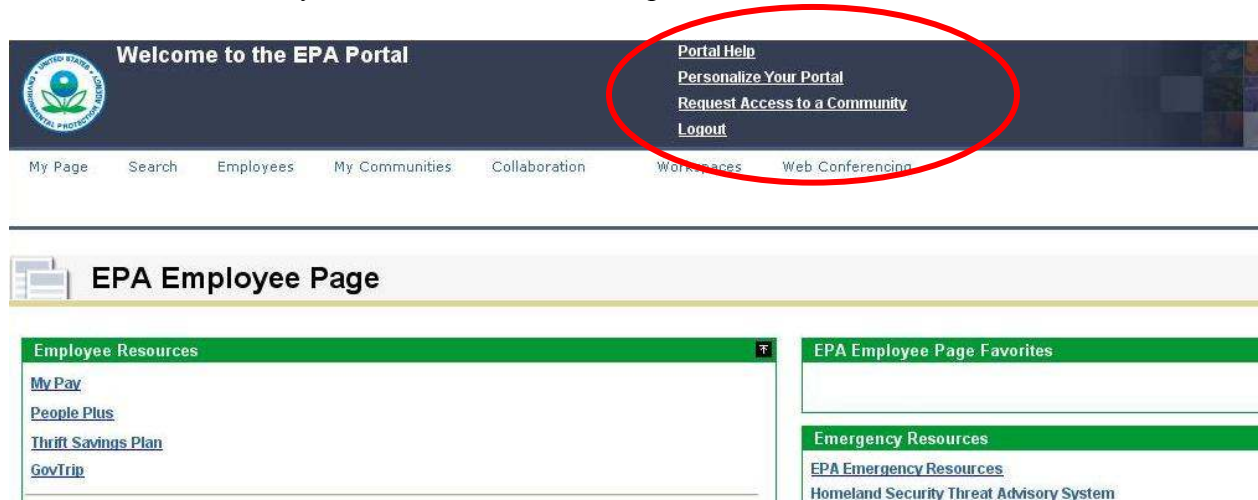 Welcome to the EPA Portal
Portal Help
Personalize Your Portal
Request Access to a Community
Logout
My Page Search Employees My Communities Collaboration Workspaces Web Conferencing
EPA Employee Page
Employee Resources
My Pay
People Plus
Thrift Savings Plan
GovTrip
EPA Employee Page Favorites
Emergency Resources
EPA Emergency Resources
Homeland Security Threat Advisory System